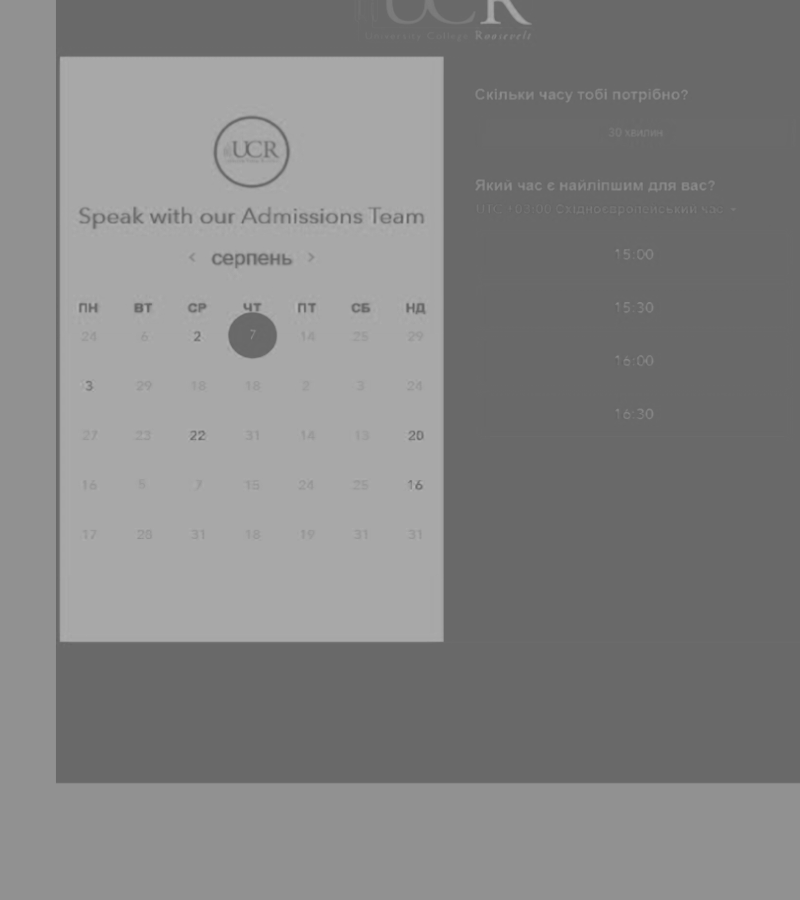 UCR
University College Roosevelt
UCR
Speak with our Admissions Team
‹ серпень ›
ПН ВТ СР ЧТ ПТ СБ НД
24 6 2 7 14 25 29
3 29 18 18 2 3 24
27 23 22 31 14 13 20
16 5 7 15 24 25 16
17 20 31 18 19 31 31
Скільки часу тобі потрібно?
30 хвилин
Який час є найліпшим для вас?
UTC +03:00 Східноєвропейський час
15:00
15:30
16:00
16:30